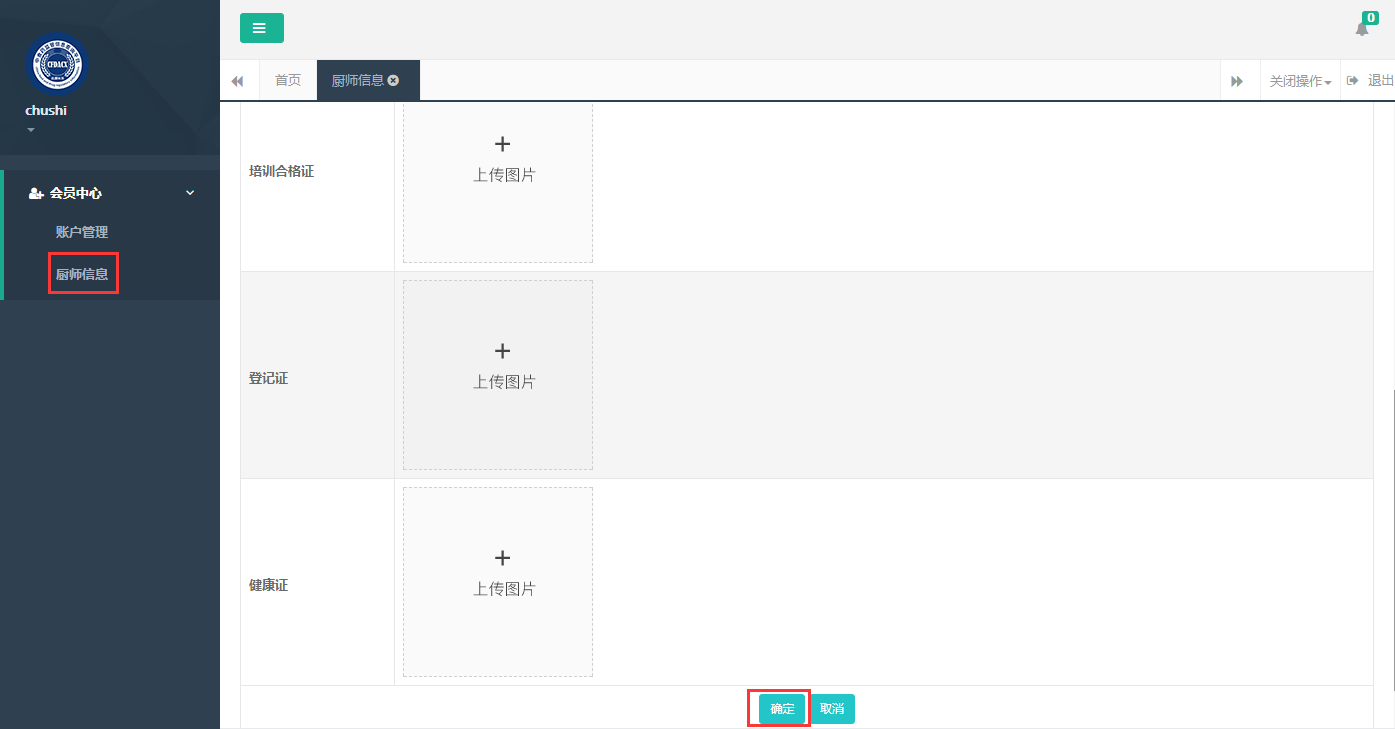 CFDACX
chushi
会员中心
账户管理
厨师信息
0
首页
厨师信息
关闭操作
退出
培训合格证
上传图片
登记证
上传图片
健康证
上传图片
确定
取消